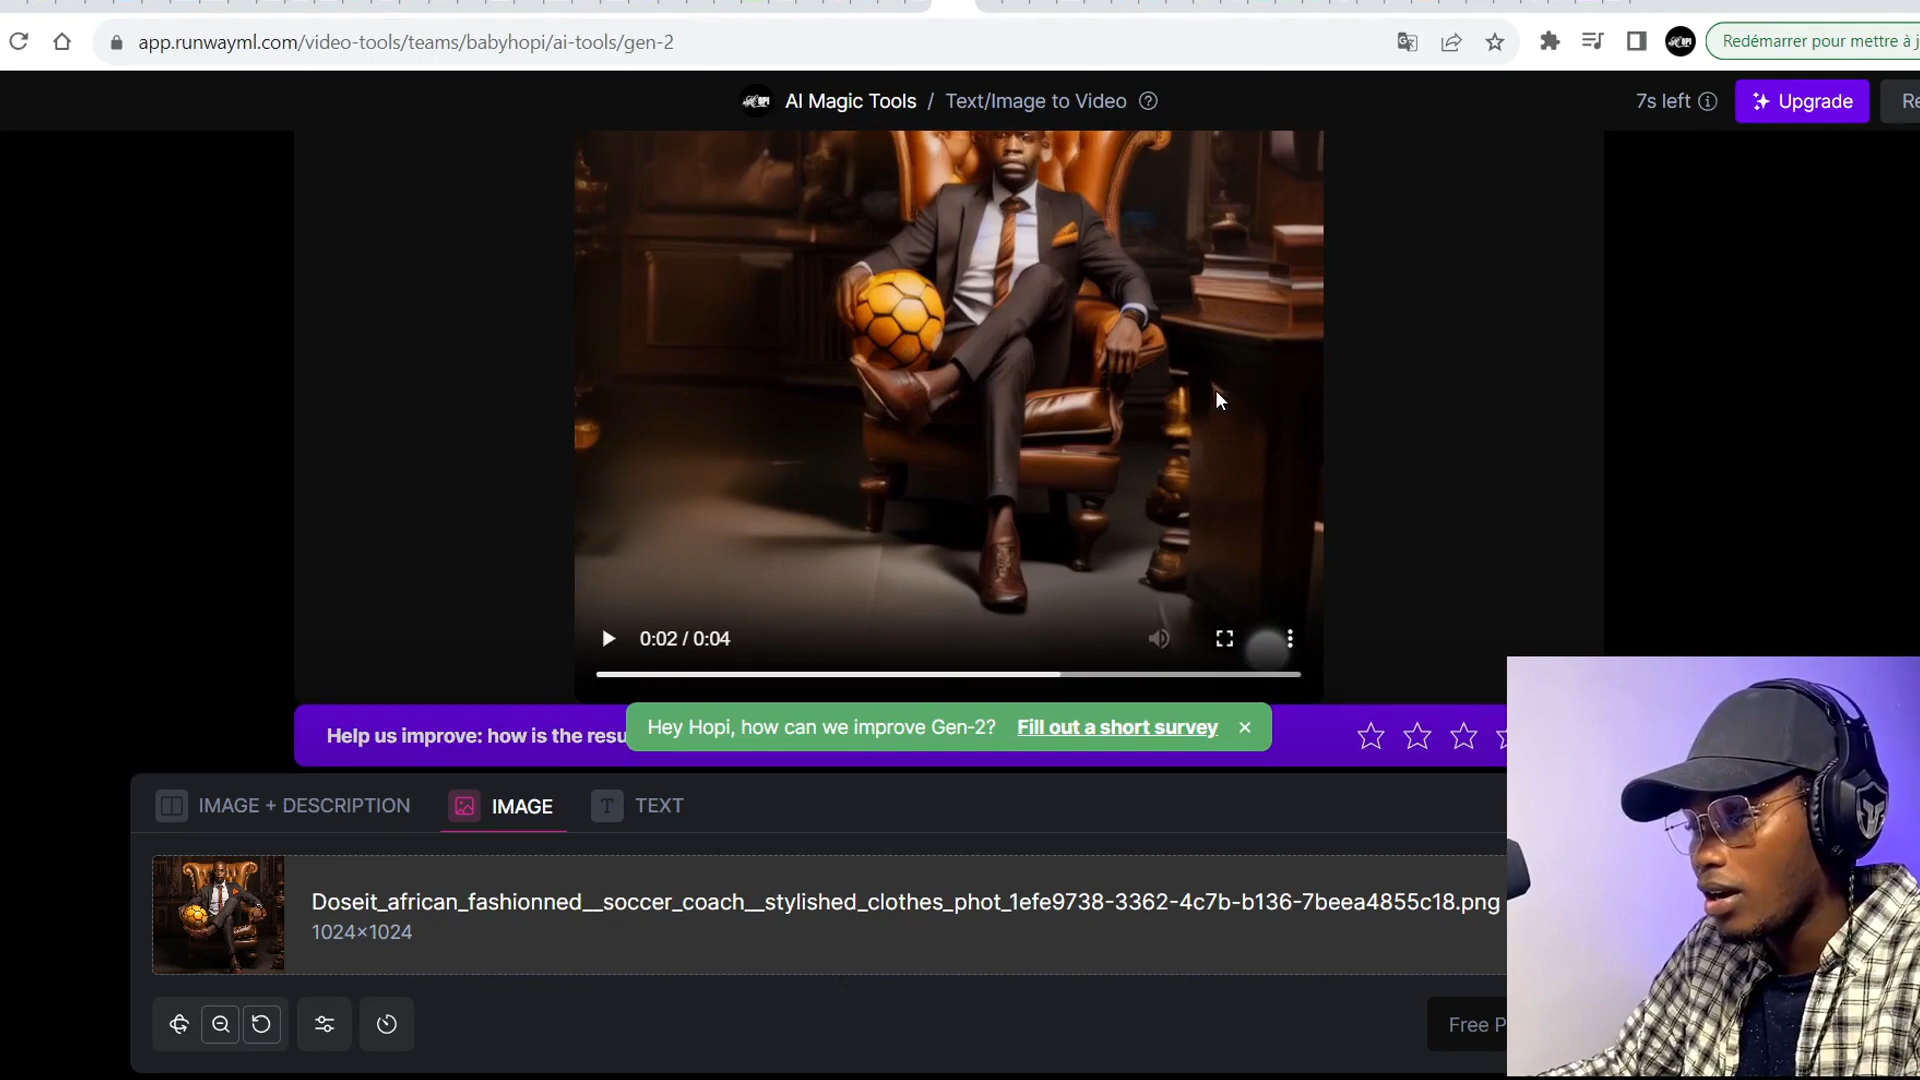 app.runwayml.com/video-tools/teams/babyhopi/ai-tools/gen-2
Redémarrer pour mettre à j
AI Magic Tools / Text/Image to Video
7s left
Upgrade
Re
0:02 / 0:04
Help us improve: how is the resu
Hey Hopi, how can we improve Gen-2? Fill out a short survey
IMAGE + DESCRIPTION
IMAGE
T TEXT
Doseit_african_fashionned__soccer_coach__stylished_clothes_phot_1efe9738-3362-4c7b-b136-7beea4855c18.png
1024×1024
Free P